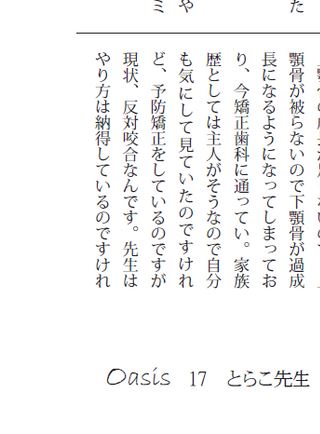 た
や
ミ
顎骨が被らないので下顎骨が過成
長になるようになってしまってお
り、今矯正歯科に通ってい。家族
歴としては主人がそうなので自分
も気にして見ていたのですけれ
ど、予防矯正をしているのですが
現状、反対咬合なんです。先生は
やり方は納得しているのですけれ
Oasis 17 とらこ先生